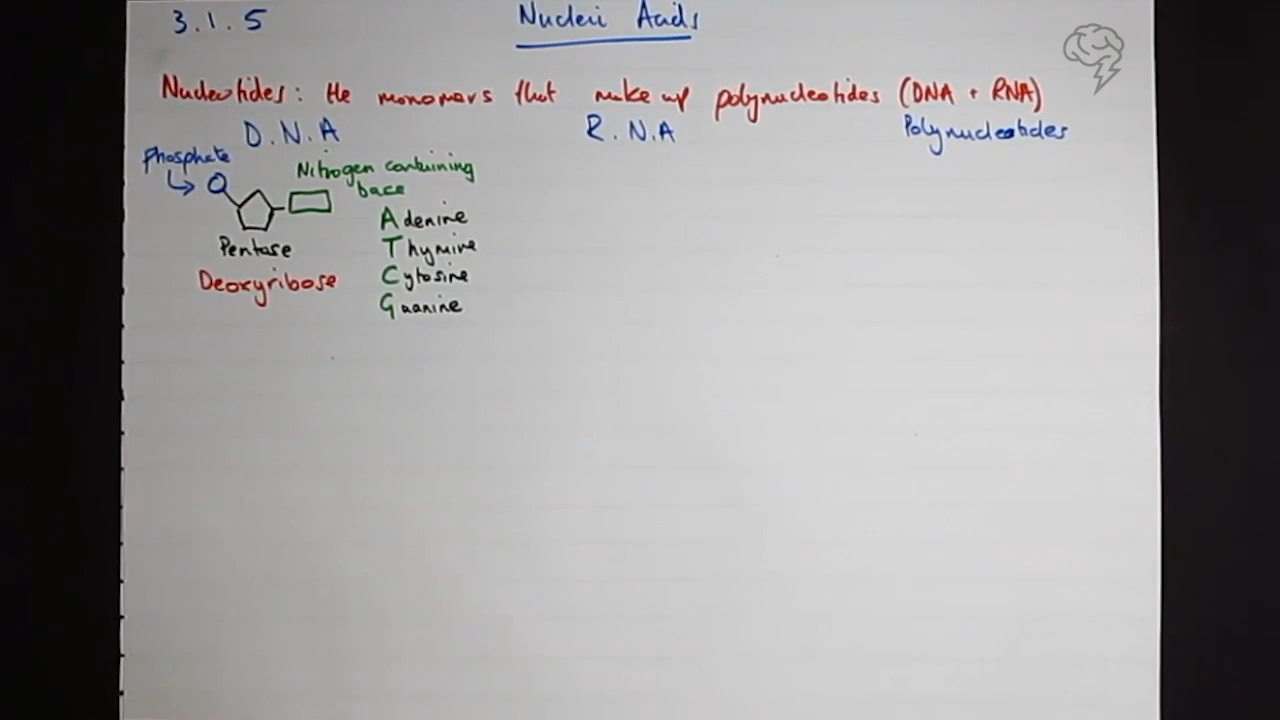 3.1.5 Nucleic Acids
Nucleotides: the monomers that make up polynucleotides (DNA + RNA)
D.N.A R.N.A Polynucleotides
Phosphate
Nitrogen containing
base
Pentose
Deoxyribose
Adenine
Thymine
Cytosine
Guanine